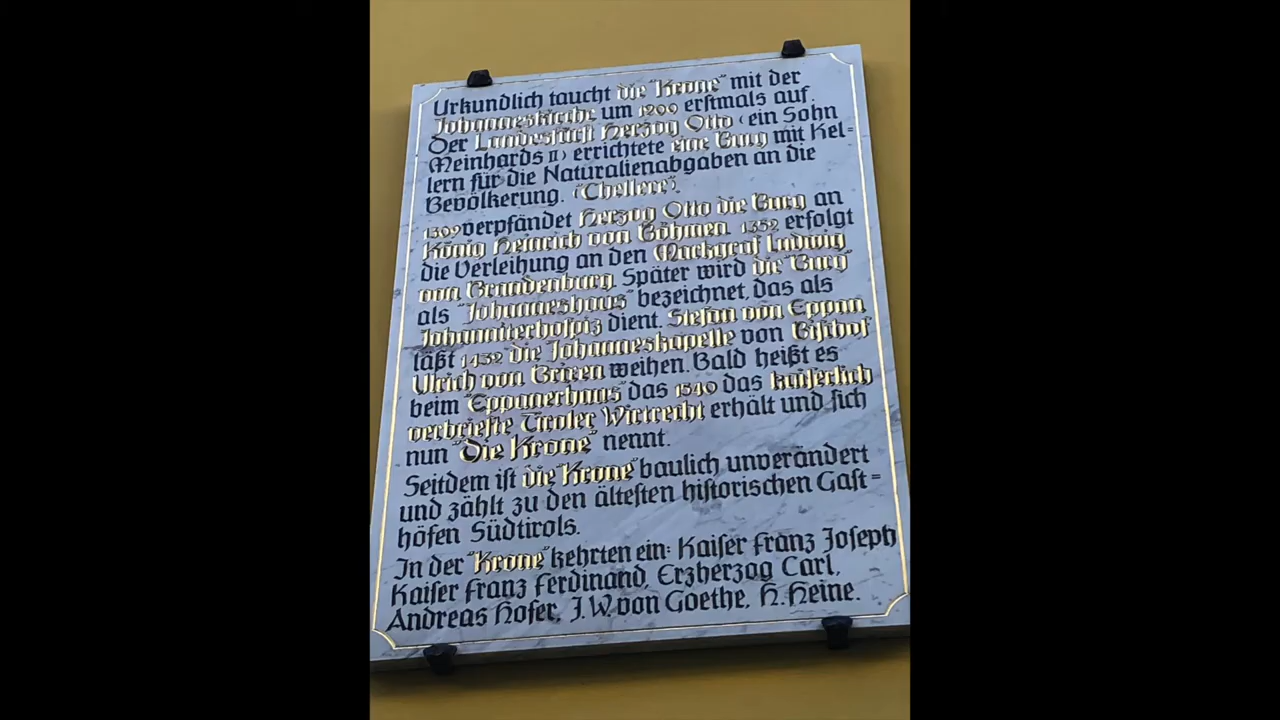 Urkundlich taucht die "Krone" mit der
Johanneskirche um 1209 erstmals auf.
Der Landesfürst Herzog Otto (ein Sohn
Meinhards II) errichtete eine Burg mit Kel=
lern für die Naturalienabgaben an die
Bevölkerung. ("Chellere").
1309 verpfändet Herzog Otto die Burg an
König Heinrich von Böhmen. 1352 erfolgt
die Verleihung an den Markgraf Ludwig
von Brandenburg. Später wird die "Burg"
als "Johanneshaus" bezeichnet, das als
Johanniterhospiz dient. Stefan von Eppan
läßt 1432 die Johanneskapelle von Bischof
Ulrich von Brixen weihen. Bald heißt es
beim "Eppanerhaus" das 1540 das kaiserlich
verbriefte Tiroler Wirtrecht erhält und sich
nun "Die Krone" nennt.
Seitdem ist die "Krone" baulich unverändert
und zählt zu den ältesten historischen Gast=
höfen Südtirols.
In der "Krone" kehrten ein: Kaiser Franz Joseph
Kaiser Franz Ferdinand, Erzherzog Carl,
Andreas Hofer, J.W. von Goethe, H. Heine.